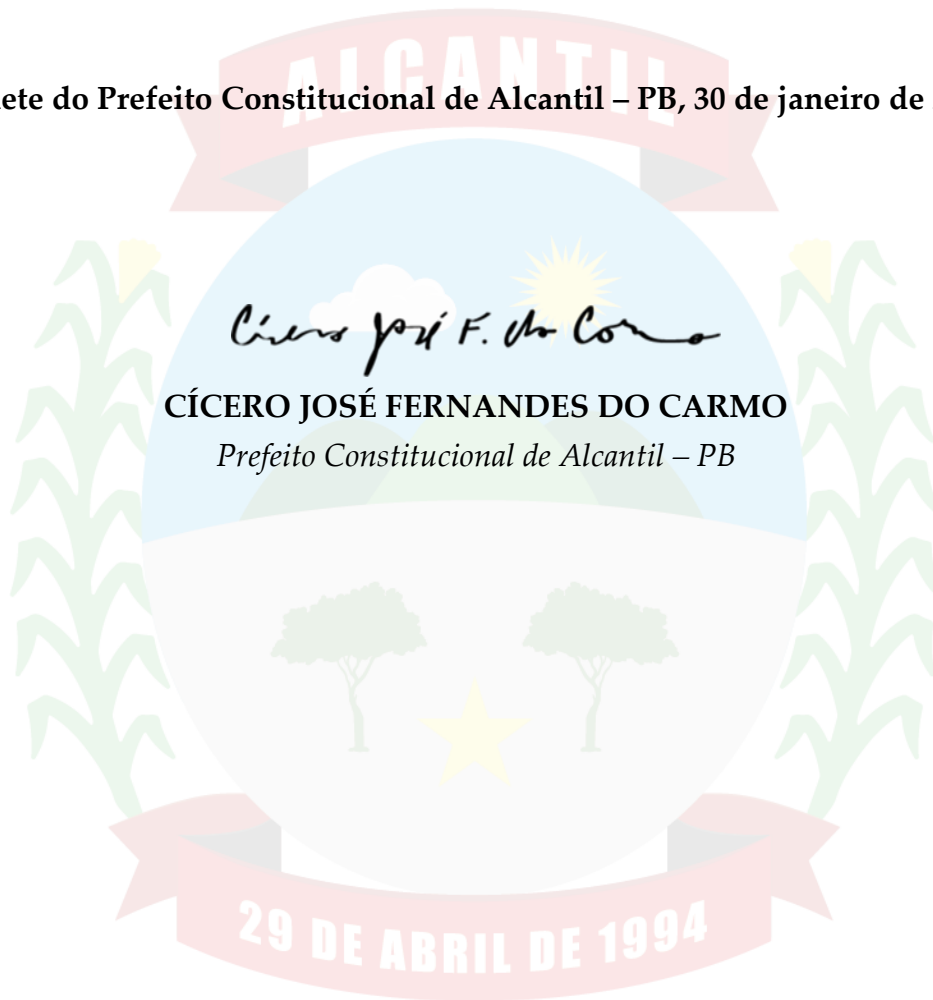 ALCANTIL
ete do Prefeito Constitucional de Alcantil – PB, 30 de janeiro de
Cícero José F. do Carmo
CÍCERO JOSÉ FERNANDES DO CARMO
Prefeito Constitucional de Alcantil – PB
29 DE ABRIL DE 1994